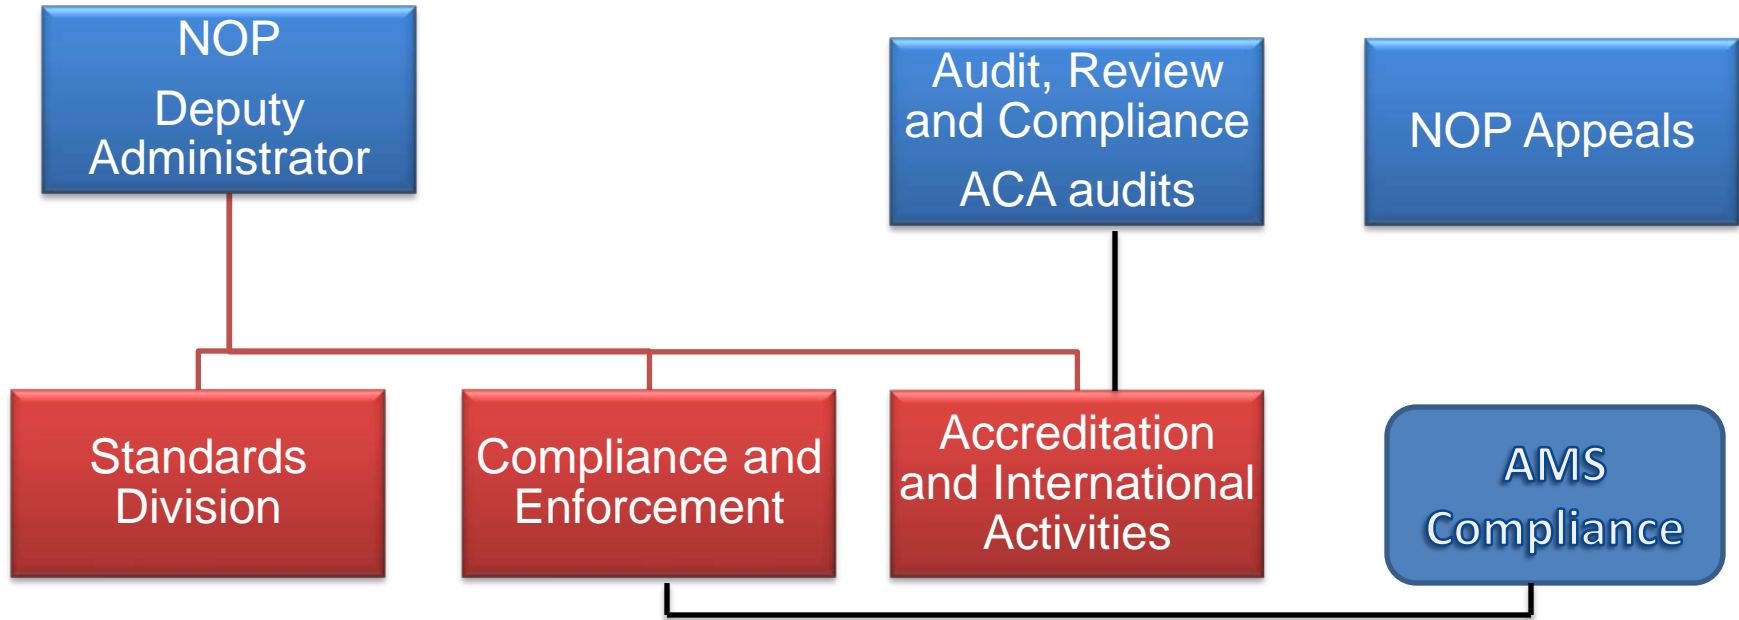 NOP
Deputy
Administrator
Audit, Review
and Compliance
ACA audits
NOP Appeals
Standards
Division
Compliance and
Enforcement
Accreditation
and International
Activities
AMS
Compliance